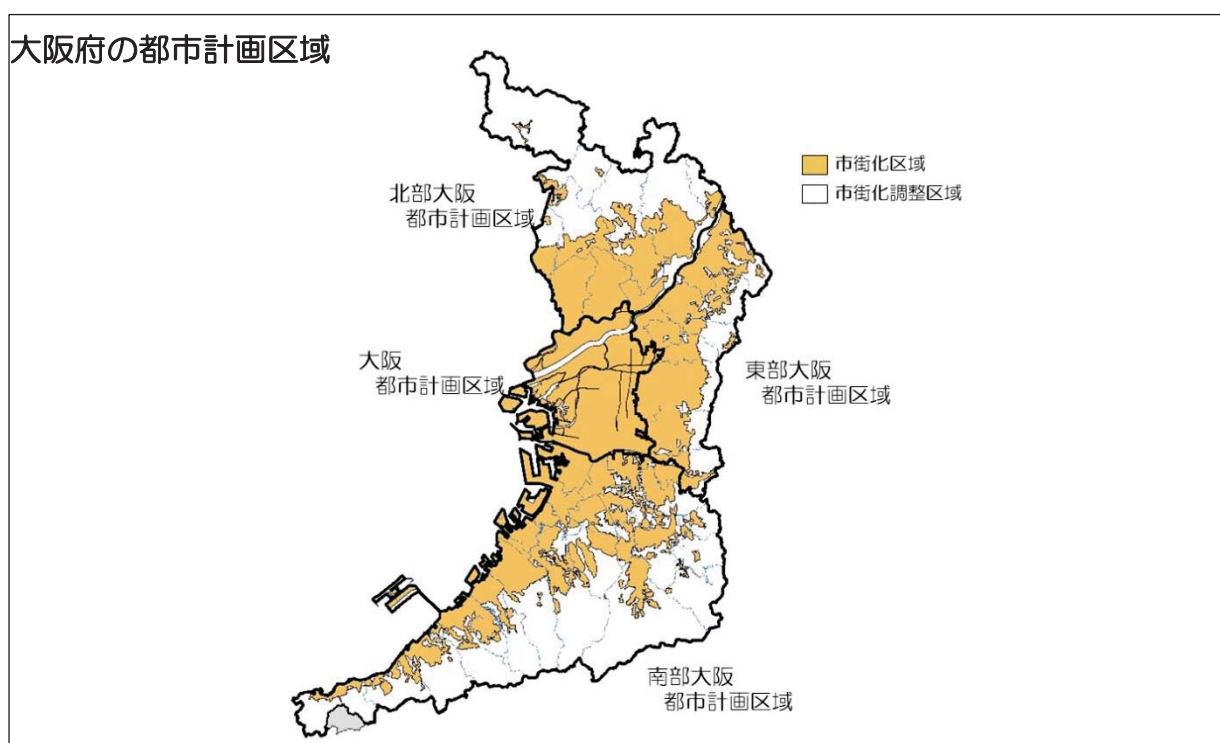 大阪府の都市計画区域
市街化区域
市街化調整区域
北部大阪
都市計画区域
大阪
都市計画区域
東部大阪
都市計画区域
南部大阪
都市計画区域